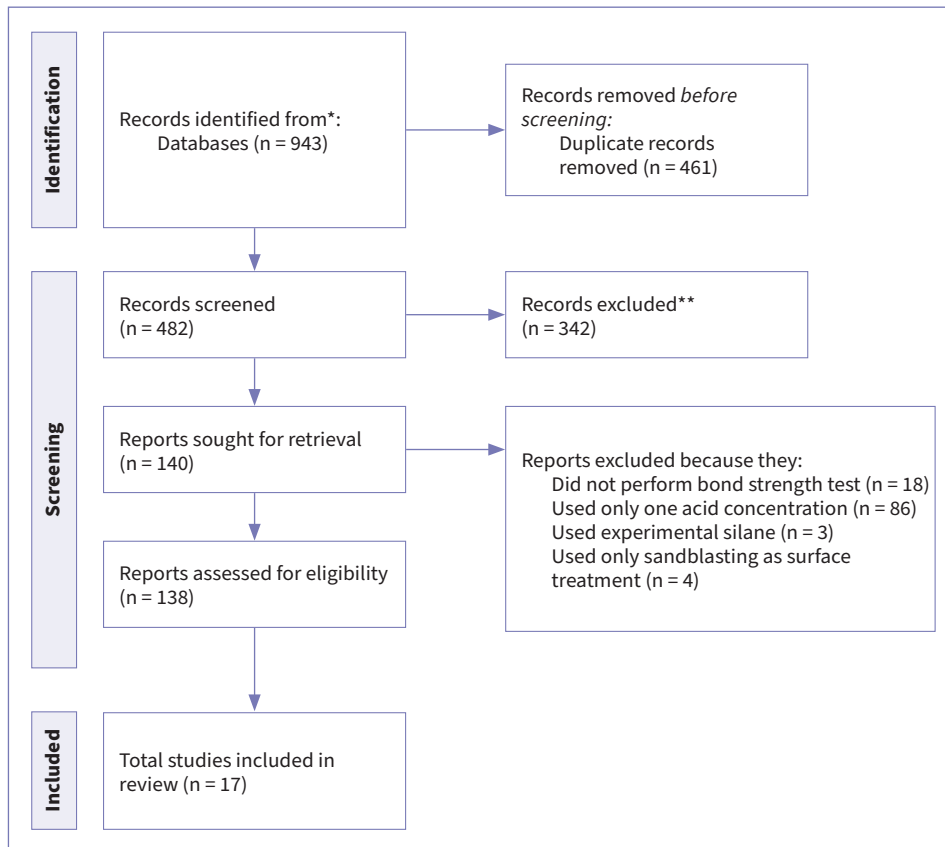 Identification
Records identified from*:
Databases (n = 943)
Records removed before
screening:
Duplicate records
removed (n = 461)
Screening
Records screened
(n = 482)
Records excluded**
(n = 342)
Reports sought for retrieval
(n = 140)
Reports excluded because they:
Did not perform bond strength test (n = 18)
Used only one acid concentration (n = 86)
Used experimental silane (n = 3)
Used only sandblasting as surface
treatment (n = 4)
Reports assessed for eligibility
(n = 138)
Included
Total studies included in
review (n = 17)